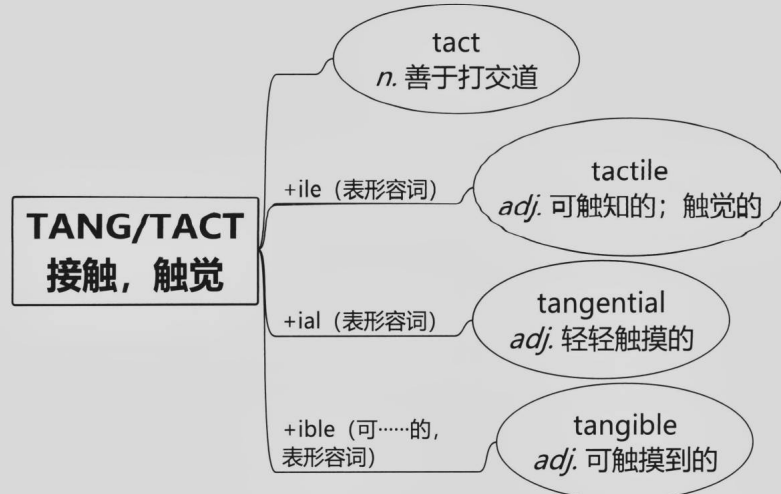 tact
n. 善于打交道
+ile（表形容词）
tactile
adj. 可触知的；触觉的
TANG/TACT
接触，触觉
+ial（表形容词）
tangential
adj. 轻轻触摸的
+ible（可……的，
表形容词）
tangible
adj. 可触摸到的